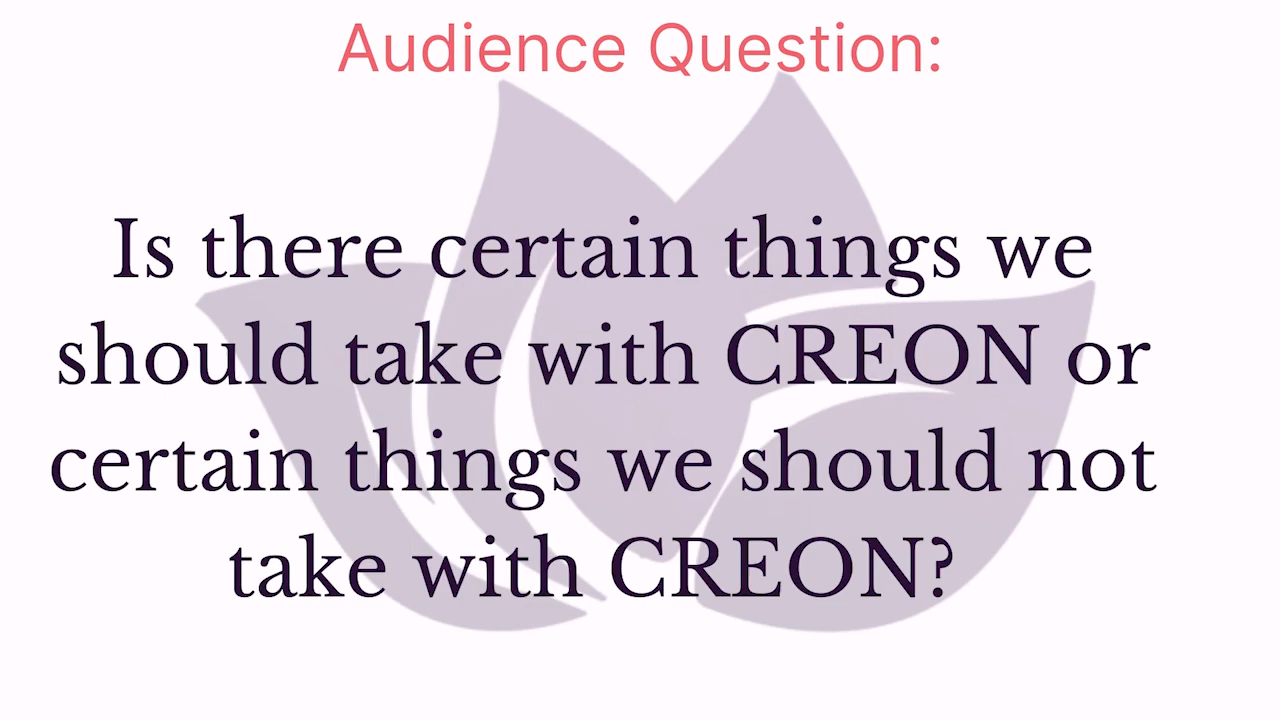 Audience Question:
Is there certain things we
should take with CREON or
certain things we should not
take with CREON?